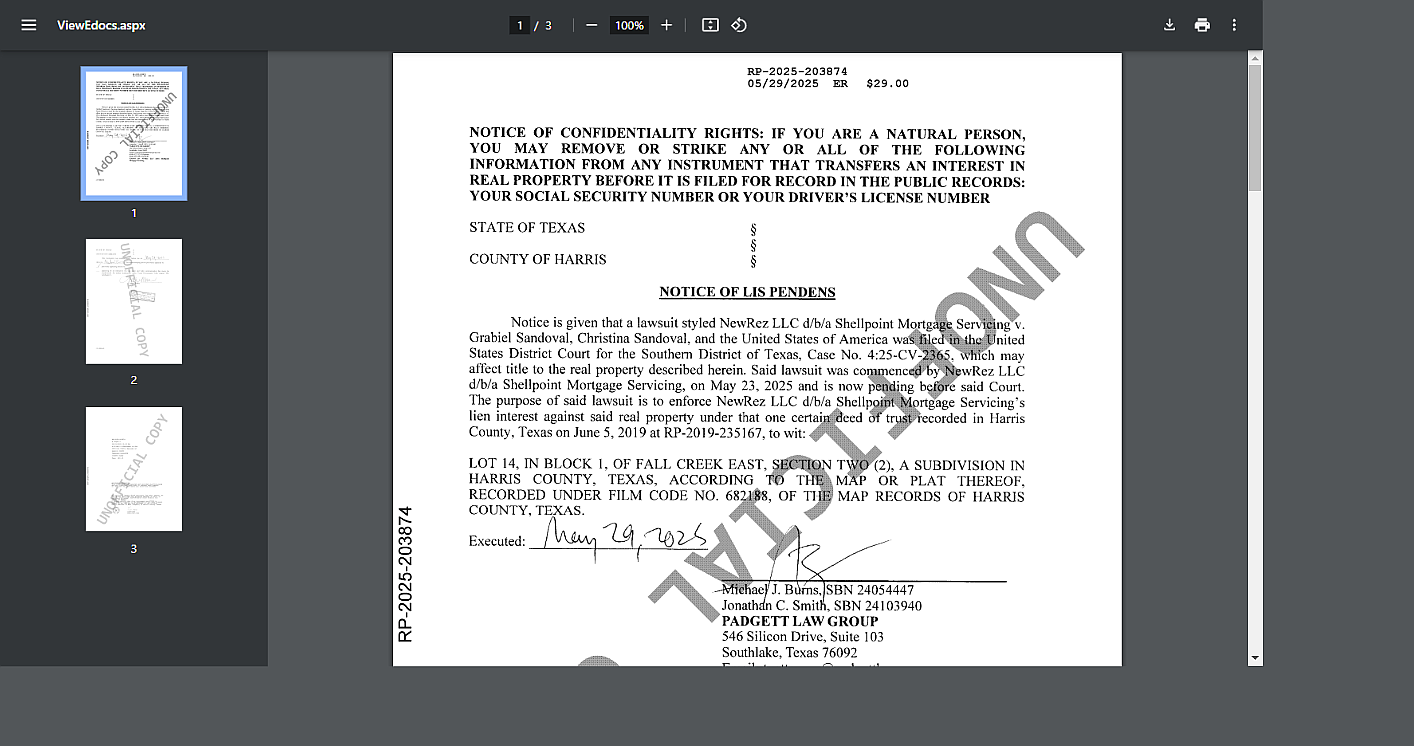 ViewEdocs.aspx
1 / 3
100%
RP-2025-203874
05/29/2025 ER $29.00
NOTICE OF CONFIDENTIALITY RIGHTS: IF YOU ARE A NATURAL PERSON,
YOU MAY REMOVE OR STRIKE ANY OR ALL OF THE FOLLOWING
INFORMATION FROM ANY INSTRUMENT THAT TRANSFERS AN INTEREST IN
REAL PROPERTY BEFORE IT IS FILED FOR RECORD IN THE PUBLIC RECORDS:
YOUR SOCIAL SECURITY NUMBER OR YOUR DRIVER'S LICENSE NUMBER
STATE OF TEXAS §
§
COUNTY OF HARRIS §
NOTICE OF LIS PENDENS
Notice is given that a lawsuit styled NewRez LLC d/b/a Shellpoint Mortgage Servicing v.
Grabiel Sandoval, Christina Sandoval, and the United States of America was filed in the United
States District Court for the Southern District of Texas, Case No. 4:25-CV-2365, which may
affect title to the real property described herein. Said lawsuit was commenced by NewRez LLC
d/b/a Shellpoint Mortgage Servicing, on May 23, 2025 and is now pending before said Court.
The purpose of said lawsuit is to enforce NewRez LLC d/b/a Shellpoint Mortgage Servicing's
lien interest against said real property under that one certain deed of trust recorded in Harris
County, Texas on June 5, 2019 at RP-2019-235167, to wit:
LOT 14, IN BLOCK 1, OF FALL CREEK EAST, SECTION TWO (2), A SUBDIVISION IN
HARRIS COUNTY, TEXAS, ACCORDING TO THE MAP OR PLAT THEREOF,
RECORDED UNDER FILM CODE NO. 682188, OF THE MAP RECORDS OF HARRIS
COUNTY, TEXAS.
Executed: May 29, 2025
Michael J. Burns, SBN 24054447
Jonathan C. Smith, SBN 24103940
PADGETT LAW GROUP
546 Silicon Drive, Suite 103
Southlake, Texas 76092
RP-2025-203874
UNOFFICIAL
UNOFFICIAL COPY
1
UNOFFICIAL COPY
2
UNOFFICIAL COPY
3